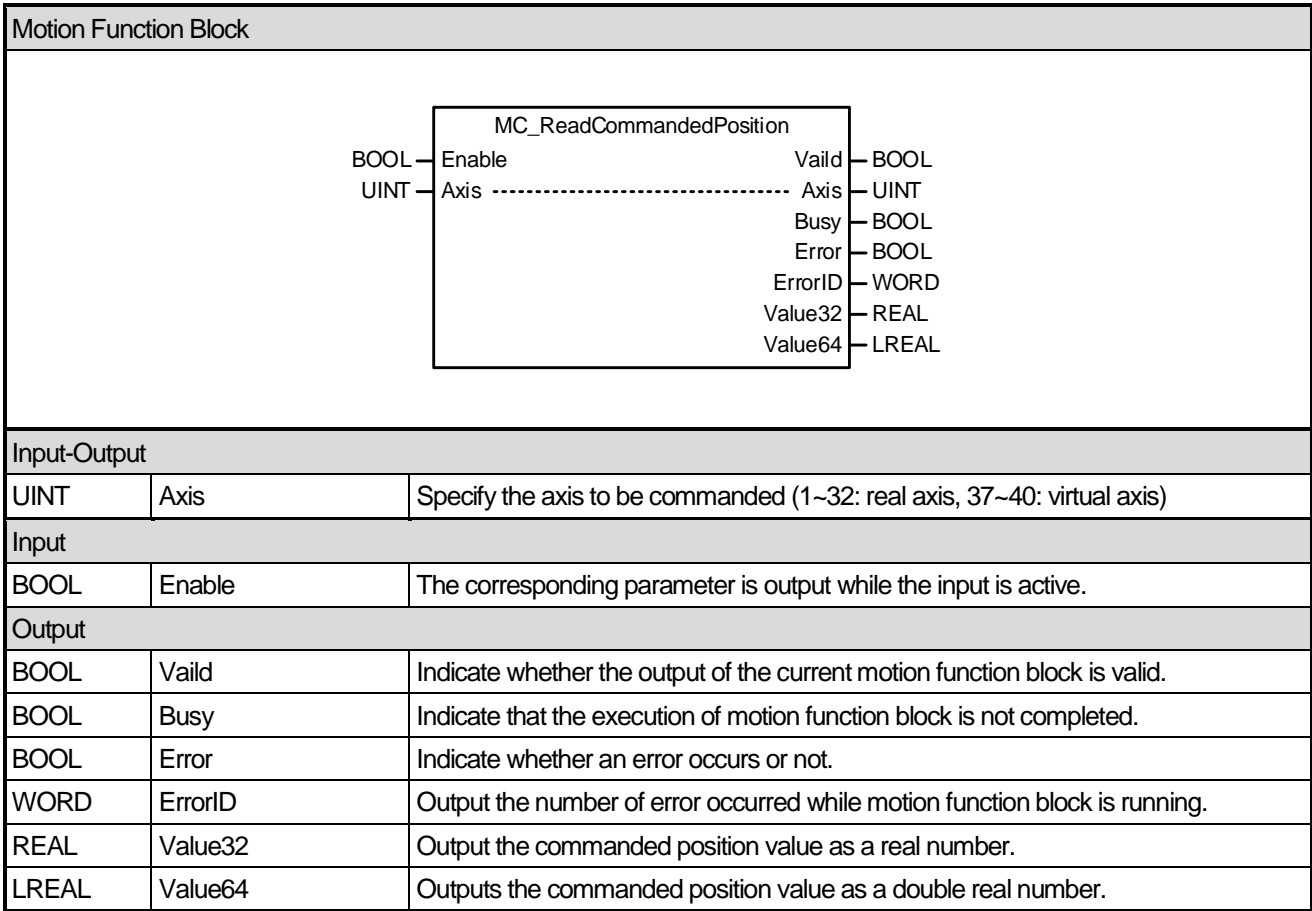 Motion Function Block
MC_ReadCommandedPosition
BOOL Enable Vaild BOOL
UINT Axis Axis UINT
Busy BOOL
Error BOOL
ErrorID WORD
Value32 REAL
Value64 LREAL
Input-Output
UINT Axis Specify the axis to be commanded (1~32: real axis, 37~40: virtual axis)
Input
BOOL Enable The corresponding parameter is output while the input is active.
Output
BOOL Vaild Indicate whether the output of the current motion function block is valid.
BOOL Busy Indicate that the execution of motion function block is not completed.
BOOL Error Indicate whether an error occurs or not.
WORD ErrorID Output the number of error occurred while motion function block is running.
REAL Value32 Output the commanded position value as a real number.
LREAL Value64 Outputs the commanded position value as a double real number.